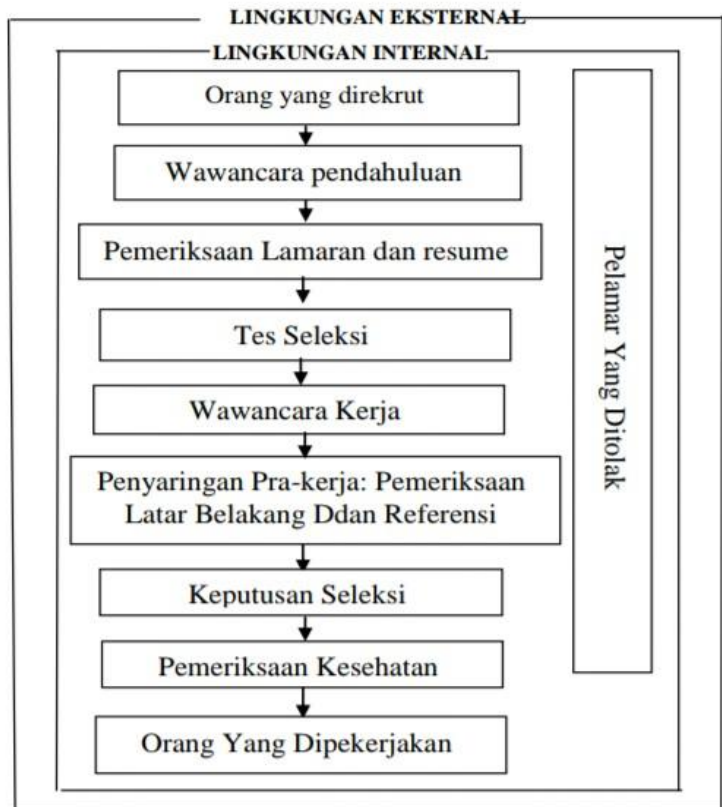 LINGKUNGAN EKSTERNAL
LINGKUNGAN INTERNAL
Orang yang direkrut
Wawancara pendahuluan
Pemeriksaan Lamaran dan resume
Tes Seleksi
Wawancara Kerja
Penyaringan Pra-kerja: Pemeriksaan
Latar Belakang Ddan Referensi
Keputusan Seleksi
Pemeriksaan Kesehatan
Orang Yang Dipekerjakan
Pelamar Yang Ditolak